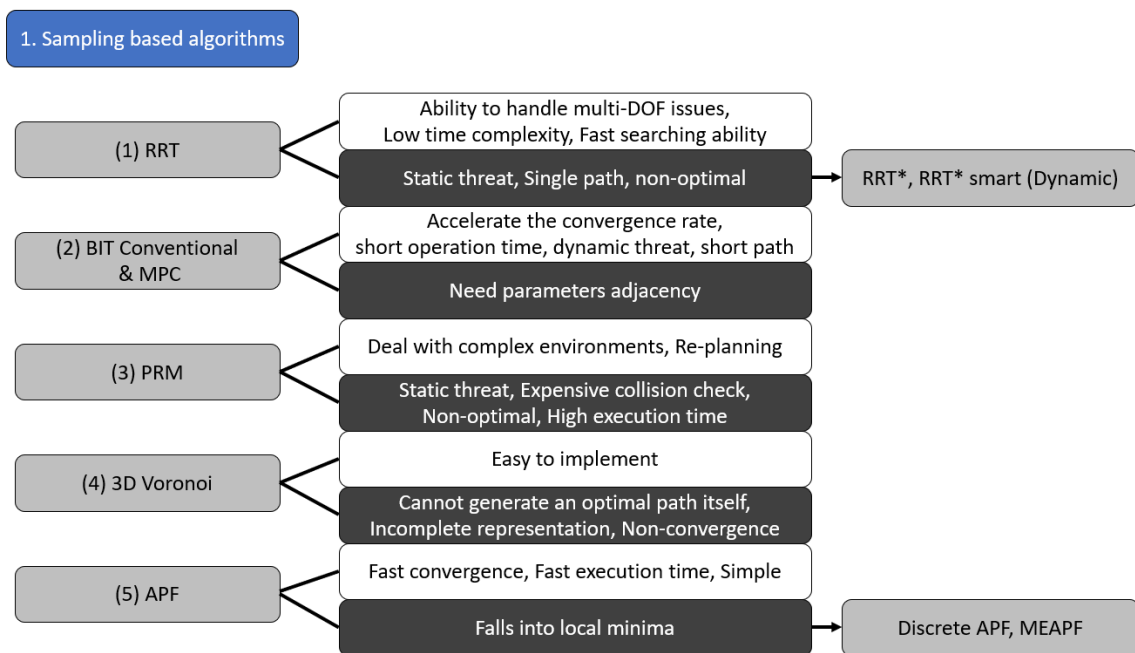 1. Sampling based algorithms
(1) RRT
Ability to handle multi-DOF issues,
Low time complexity, Fast searching ability
Static threat, Single path, non-optimal
RRT*, RRT* smart (Dynamic)
(2) BIT Conventional
& MPC
Accelerate the convergence rate,
short operation time, dynamic threat, short path
Need parameters adjacency
(3) PRM
Deal with complex environments, Re-planning
Static threat, Expensive collision check,
Non-optimal, High execution time
(4) 3D Voronoi
Easy to implement
Cannot generate an optimal path itself,
Incomplete representation, Non-convergence
(5) APF
Fast convergence, Fast execution time, Simple
Falls into local minima
Discrete APF, MEAPF